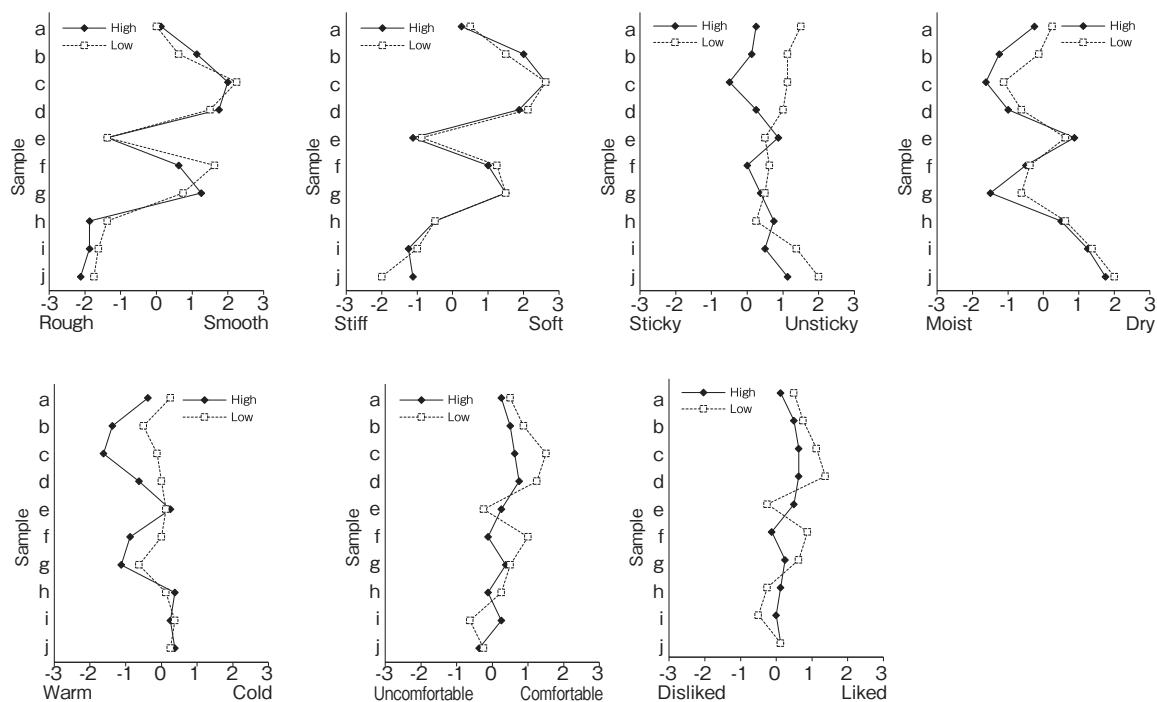 High
Low
a
b
c
d
e
f
g
h
i
j
Sample
-3 -2 -1 0 1 2 3
Rough Smooth
High
Low
a
b
c
d
e
f
g
h
i
j
Sample
-3 -2 -1 0 1 2 3
Stiff Soft
High
Low
a
b
c
d
e
f
g
h
i
j
Sample
-3 -2 -1 0 1 2 3
Sticky Unsticky
High
Low
a
b
c
d
e
f
g
h
i
j
Sample
-3 -2 -1 0 1 2 3
Moist Dry
High
Low
a
b
c
d
e
f
g
h
i
j
Sample
-3 -2 -1 0 1 2 3
Warm Cold
High
Low
a
b
c
d
e
f
g
h
i
j
Sample
-3 -2 -1 0 1 2 3
Uncomfortable Comfortable
High
Low
a
b
c
d
e
f
g
h
i
j
Sample
-3 -2 -1 0 1 2 3
Disliked Liked